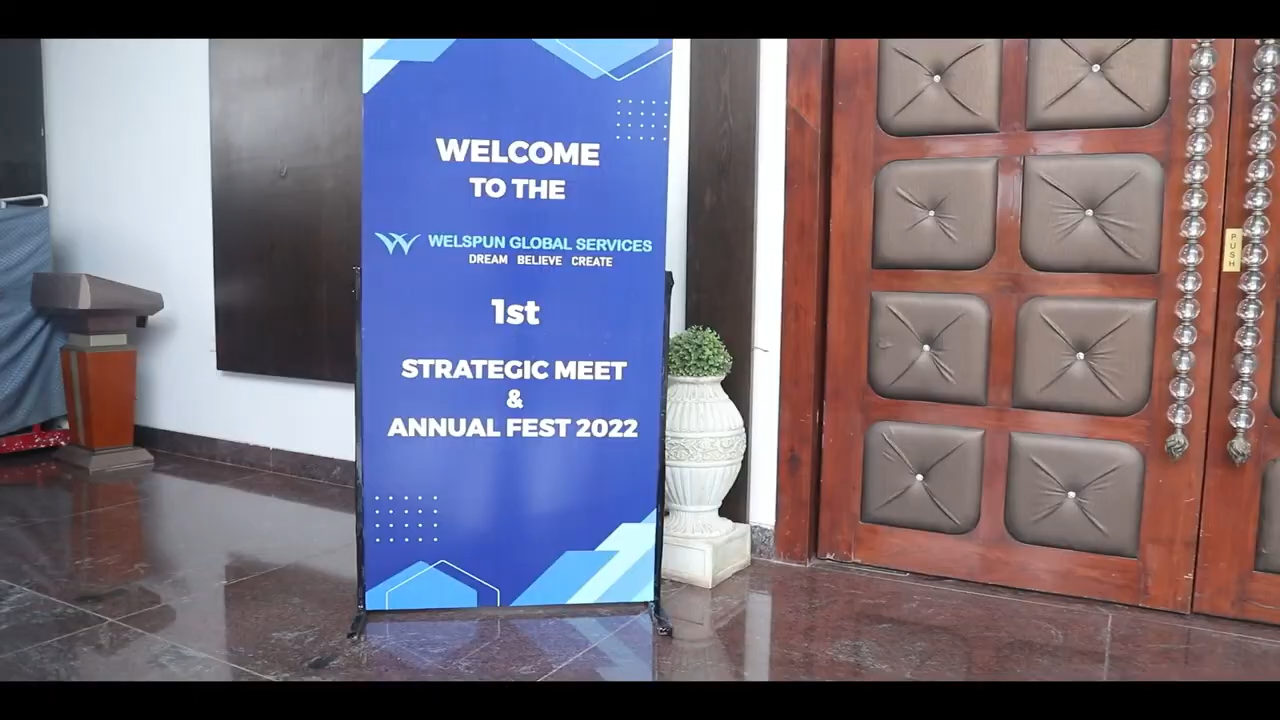 WELCOME
TO THE
WELSPUN GLOBAL SERVICES
DREAM BELIEVE CREATE
1st
STRATEGIC MEET
&
ANNUAL FEST 2022
PUSH